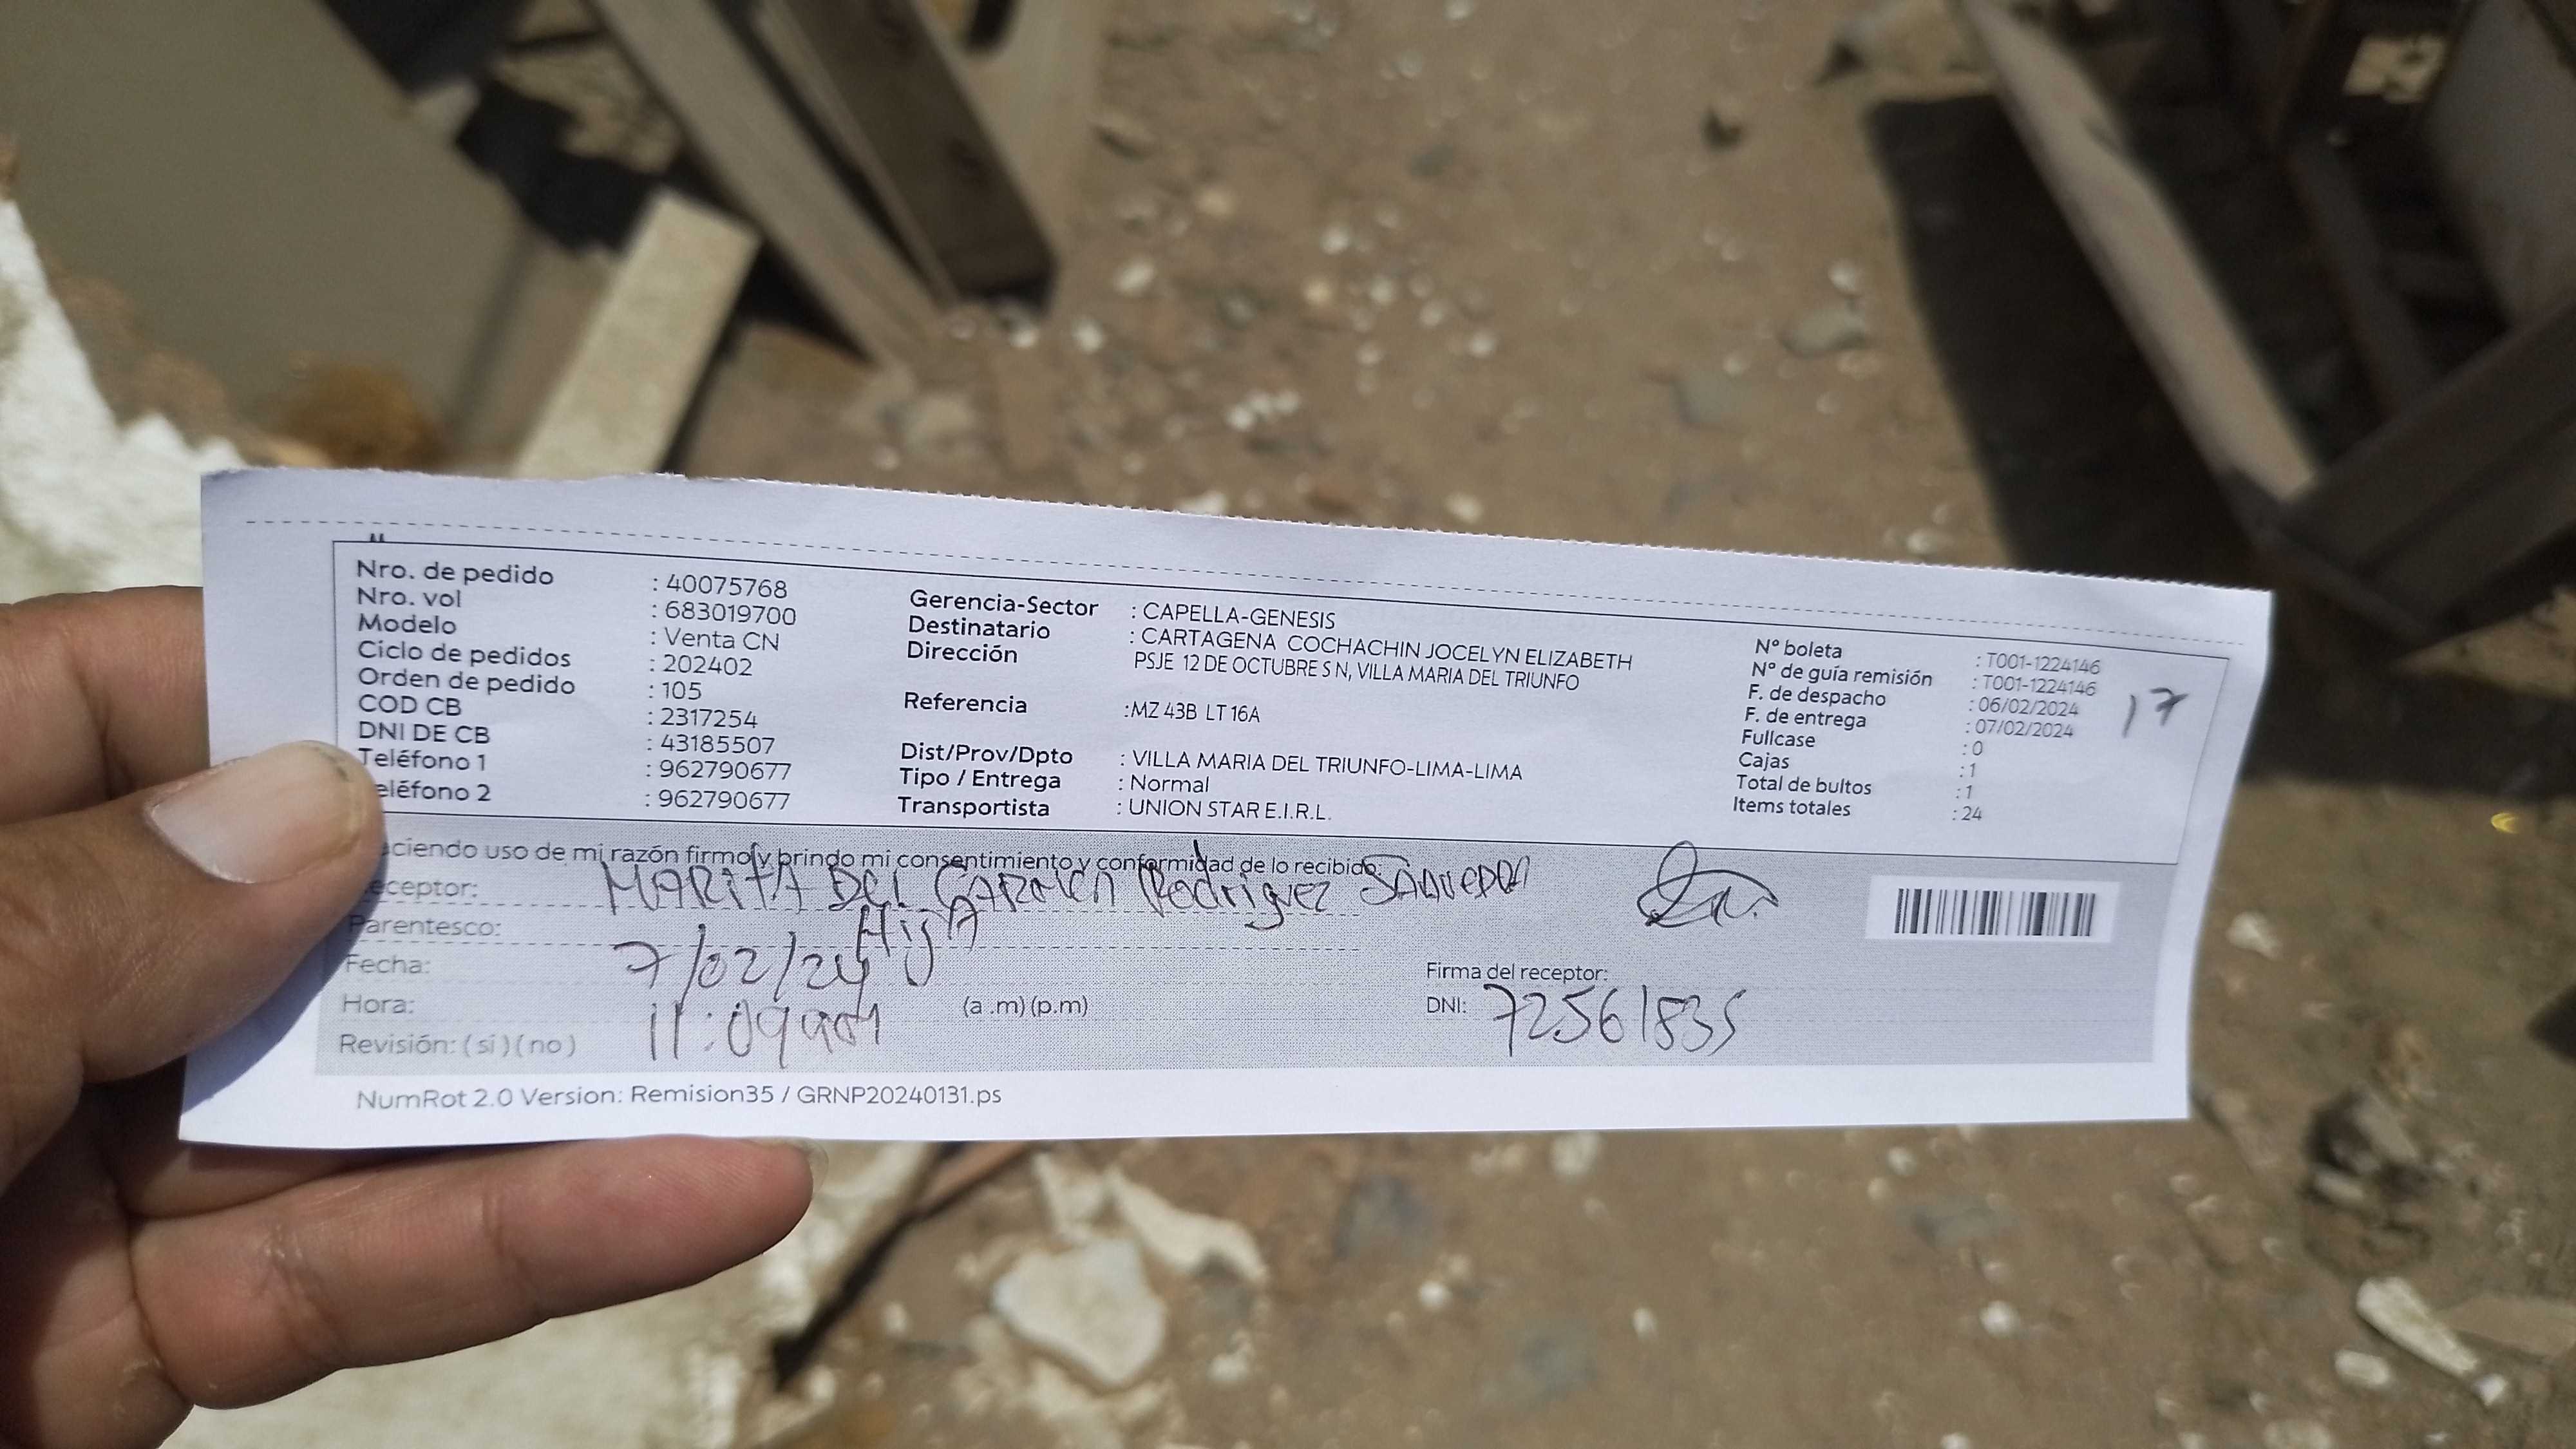 Nro. de pedido : 40075768
Nro. vol : 683019700
Modelo : Venta CN
Ciclo de pedidos : 202402
Orden de pedido : 105
COD CB : 2317254
DNI DE CB : 43185507
Teléfono 1 : 962790677
eléfono 2 : 962790677
Gerencia-Sector : CAPELLA-GENESIS
Destinatario : CARTAGENA COCHACHIN JOCELYN ELIZABETH
Dirección PSJE 12 DE OCTUBRE S N, VILLA MARIA DEL TRIUNFO
Referencia :MZ 43B LT 16A
Dist/Prov/Dpto : VILLA MARIA DEL TRIUNFO-LIMA-LIMA
Tipo / Entrega : Normal
Transportista : UNION STAR E.I.R.L.
N° boleta : T001-1224146
N° de guía remisión : T001-1224146
F. de despacho : 06/02/2024
F. de entrega : 07/02/2024
Fullcase : 0
Cajas : 1
Total de bultos : 1
Items totales : 24
17
aciendo uso de mi razón firmo y brindo mi consentimiento y conformidad de lo recibido.
eceptor: MARITA DEL CARMEN Rodriguez SAAVEDRA
Parentesco: HijA
Fecha: 7/02/24
Hora: 11:09 am (a .m) (p.m)
Revisión: ( sí ) ( no )
Firma del receptor:
DNI: 72561835
NumRot 2.0 Version: Remision35 / GRNP20240131.ps